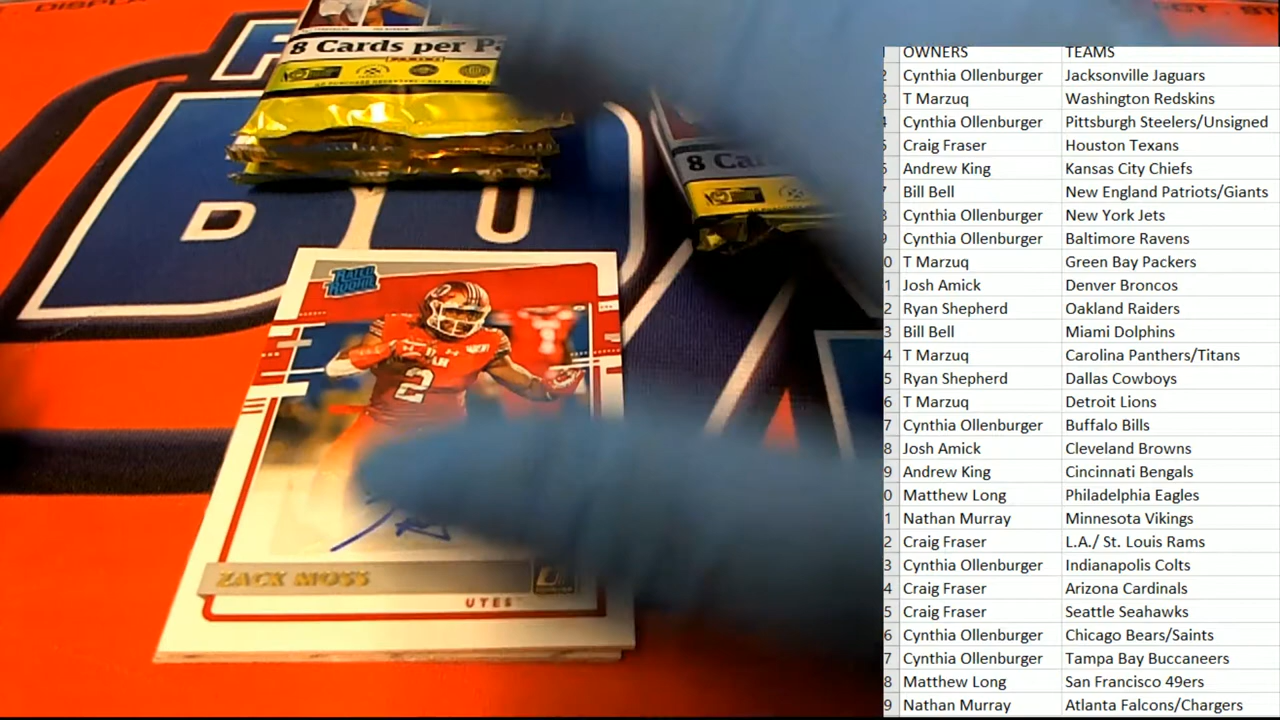 8 Cards per
8
RATED ROOKIE
2
ZACK MOSS
UTES
OWNERS TEAMS
Cynthia Ollenburger Jacksonville Jaguars
T Marzuq Washington Redskins
Cynthia Ollenburger Pittsburgh Steelers/Unsigned
Craig Fraser Houston Texans
Andrew King Kansas City Chiefs
Bill Bell New England Patriots/Giants
Cynthia Ollenburger New York Jets
Cynthia Ollenburger Baltimore Ravens
T Marzuq Green Bay Packers
Josh Amick Denver Broncos
Ryan Shepherd Oakland Raiders
Bill Bell Miami Dolphins
T Marzuq Carolina Panthers/Titans
Ryan Shepherd Dallas Cowboys
T Marzuq Detroit Lions
Cynthia Ollenburger Buffalo Bills
Josh Amick Cleveland Browns
Andrew King Cincinnati Bengals
Matthew Long Philadelphia Eagles
Nathan Murray Minnesota Vikings
Craig Fraser L.A./ St. Louis Rams
Cynthia Ollenburger Indianapolis Colts
Craig Fraser Arizona Cardinals
Craig Fraser Seattle Seahawks
Cynthia Ollenburger Chicago Bears/Saints
Cynthia Ollenburger Tampa Bay Buccaneers
Matthew Long San Francisco 49ers
Nathan Murray Atlanta Falcons/Chargers